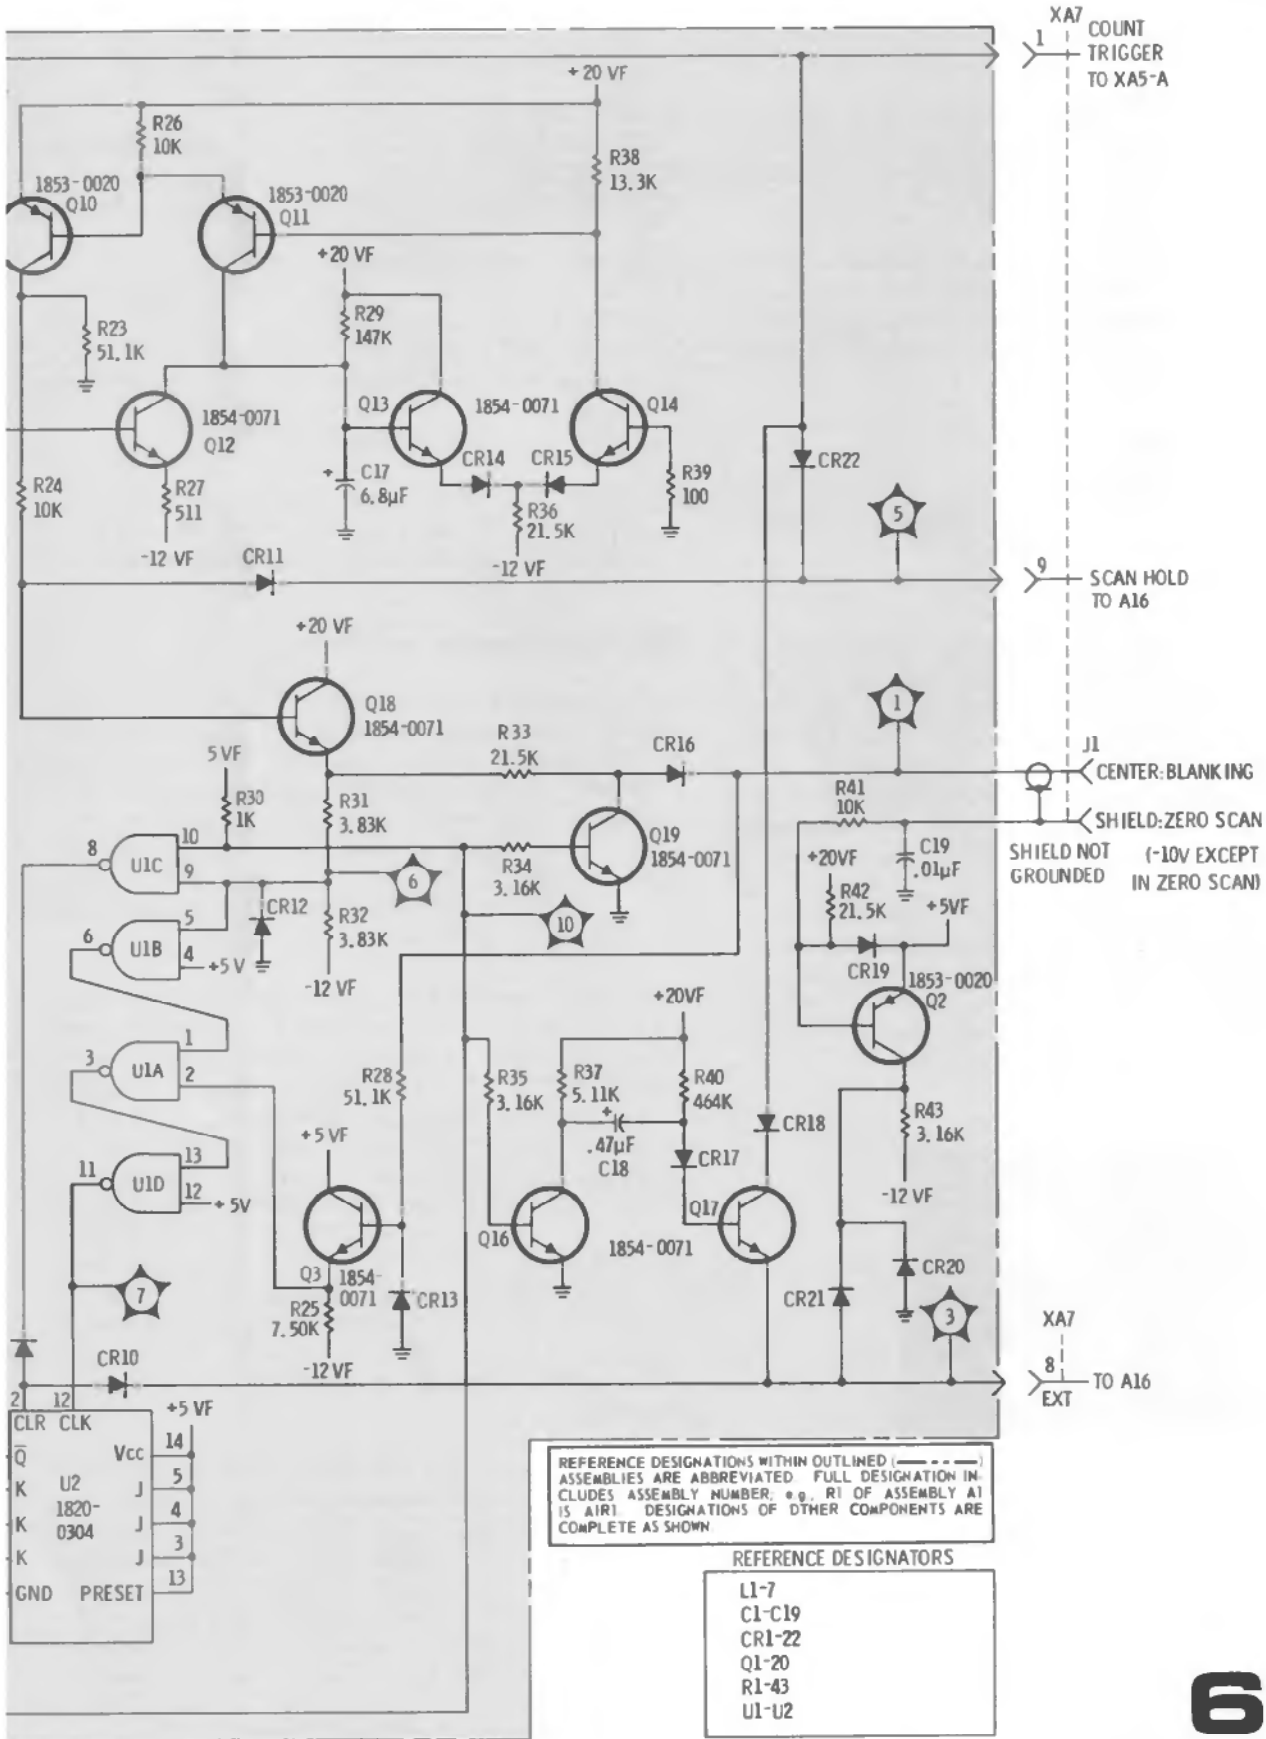 XA7
1
COUNT
TRIGGER
TO XA5-A
+20 VF
R26
10K
R38
13.3K
1853-0020
Q10
1853-0020
Q11
+20 VF
R29
147K
R23
51.1K
Q13
1854-0071
Q14
1854-0071
Q12
CR14
CR15
CR22
R24
10K
R27
511
+
C17
6.8µF
R36
21.5K
R39
100
5
-12 VF
-12 VF
CR11
9
SCAN HOLD
TO A16
+20 VF
Q18
1854-0071
1
R33
21.5K
CR16
J1
5 VF
CENTER:BLANKING
R30
1K
R31
3.83K
R41
10K
Q19
1854-0071
SHIELD:ZERO SCAN
8
U1C
10
9
R34
3.16K
6
+20VF
C19
.01µF
SHIELD NOT
GROUNDED
(-10V EXCEPT
IN ZERO SCAN)
CR12
R32
3.83K
10
R42
21.5K
+5VF
6
U1B
5
4
+5 V
-12 VF
CR19
1853-0020
Q2
+20VF
3
U1A
1
2
R28
51.1K
R35
3.16K
R37
5.11K
R40
464K
R43
3.16K
+
.47µF
C18
CR18
+5 VF
CR17
11
U1D
13
12
+ 5V
-12 VF
Q16
Q17
1854-0071
7
Q3
1854-
0071
CR13
CR20
CR21
R25
7.50K
3
XA7
-12 VF
CR10
8
EXT
TO A16
2
12
+5 VF
CLR CLK
Q̅
Vcc
14
K
U2
J
5
K
1820-
0304
J
4
K
J
3
GND
PRESET
13
REFERENCE DESIGNATIONS WITHIN OUTLINED (— - - —)
ASSEMBLIES ARE ABBREVIATED. FULL DESIGNATION IN-
CLUDES ASSEMBLY NUMBER; e.g., R1 OF ASSEMBLY A1
IS A1R1. DESIGNATIONS OF OTHER COMPONENTS ARE
COMPLETE AS SHOWN
REFERENCE DESIGNATORS
L1-7
C1-C19
CR1-22
Q1-20
R1-43
U1-U2
6